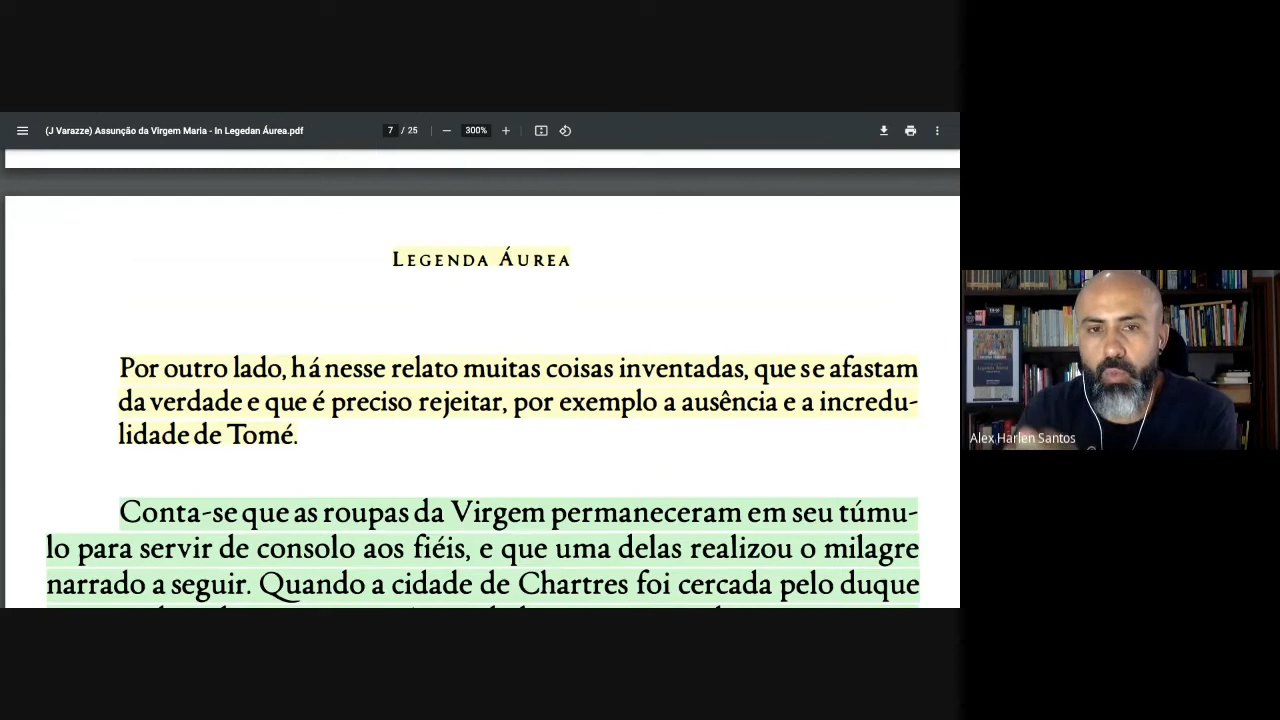 (J Varazze) Assunção da Virgem Maria - In Legedan Áurea.pdf
7 / 25
300%
LEGENDA ÁUREA
Por outro lado, há nesse relato muitas coisas inventadas, que se afastam
da verdade e que é preciso rejeitar, por exemplo a ausência e a incredu-
lidade de Tomé.
Conta-se que as roupas da Virgem permaneceram em seu túmu-
lo para servir de consolo aos fiéis, e que uma delas realizou o milagre
narrado a seguir. Quando a cidade de Chartres foi cercada pelo duque
Alex Harlen Santos